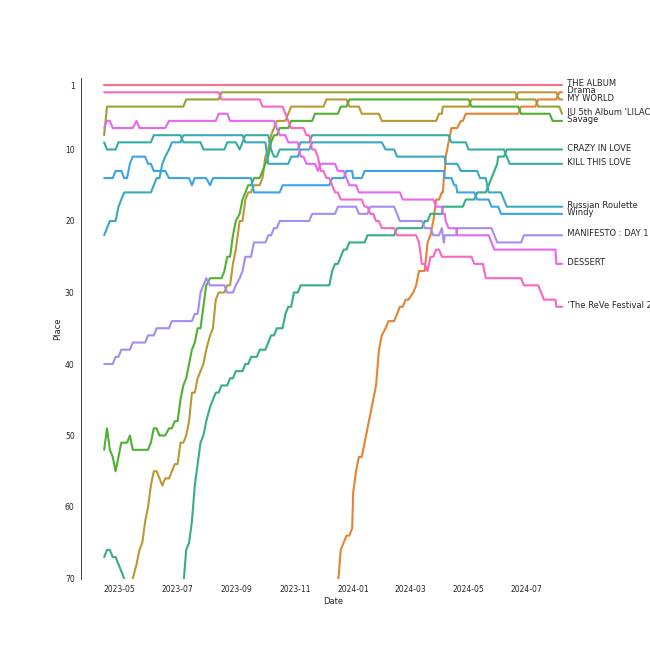 1
10
20
30
40
50
60
70
Place
2023-05
2023-07
2023-09
2023-11
2024-01
2024-03
2024-05
2024-07
Date
THE ALBUM
Drama
MY WORLD
IU 5th Album 'LILAC
Savage
CRAZY IN LOVE
KILL THIS LOVE
Russian Roulette
Windy
MANIFESTO : DAY 1
DESSERT
'The ReVe Festival 2